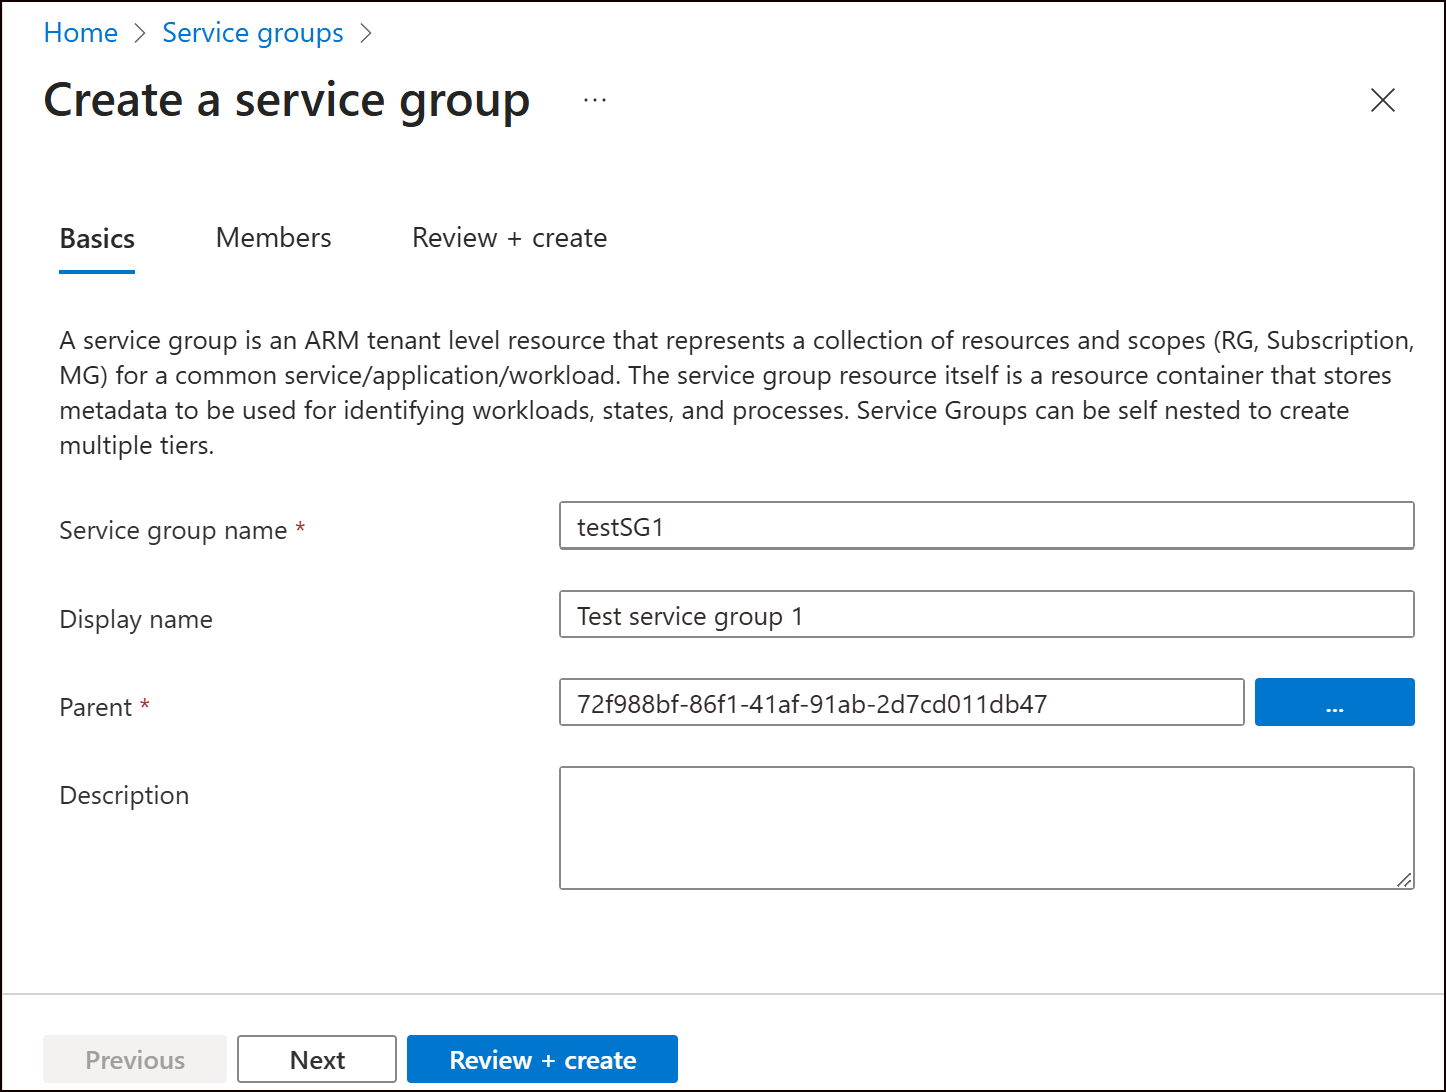 Home > Service groups >
Create a service group ...
Basics Members Review + create
A service group is an ARM tenant level resource that represents a collection of resources and scopes (RG, Subscription,
MG) for a common service/application/workload. The service group resource itself is a resource container that stores
metadata to be used for identifying workloads, states, and processes. Service Groups can be self nested to create
multiple tiers.
Service group name * testSG1
Display name Test service group 1
Parent * 72f988bf-86f1-41af-91ab-2d7cd011db47 ...
Description
Previous Next Review + create